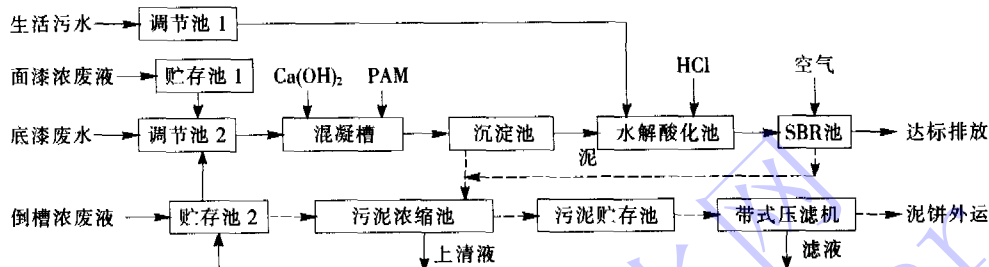 生活污水
调节池 1
面漆浓废液
贮存池 1
Ca(OH)₂
PAM
HCl
空气
底漆废水
调节池 2
混凝槽
沉淀池
水解酸化池
SBR池
达标排放
泥
倒槽浓废液
贮存池 2
污泥浓缩池
污泥贮存池
带式压滤机
泥饼外运
上清液
滤液